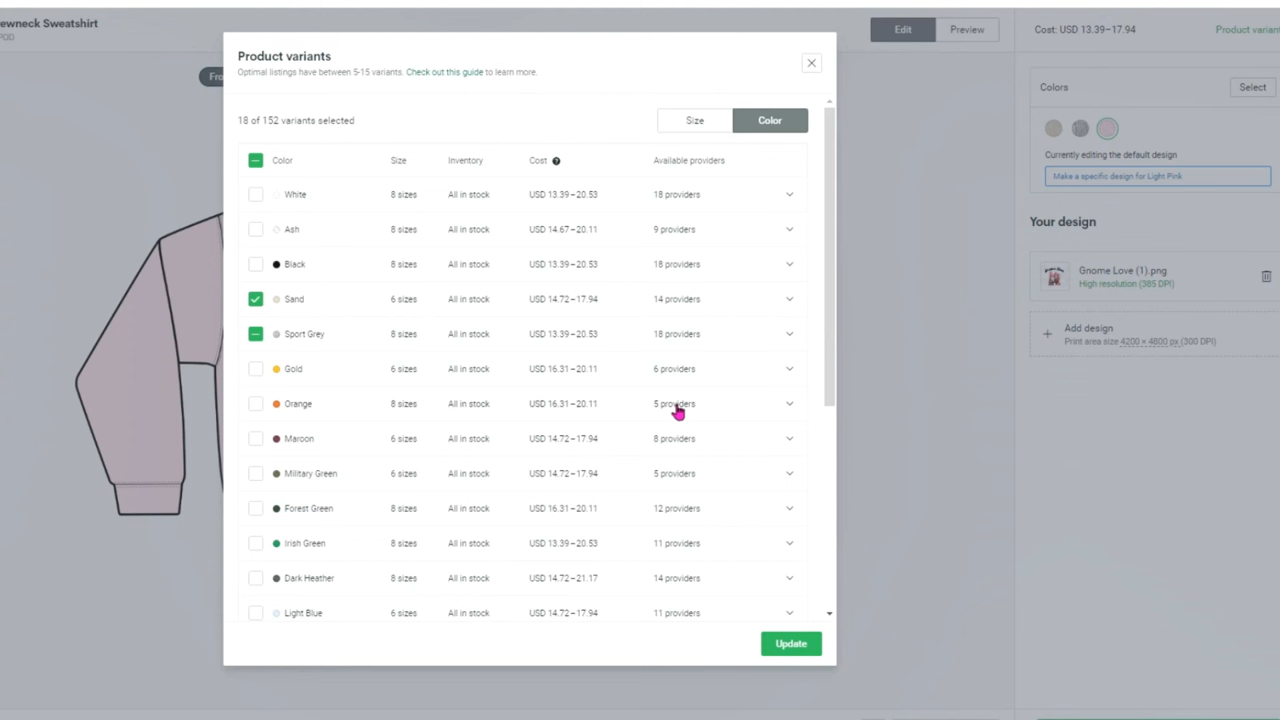 ewneck Sweatshirt
POD
Fro
Edit
Preview
Cost: USD 13.39–17.94
Product varian
Product variants
Optimal listings have between 5-15 variants. Check out this guide to learn more.
18 of 152 variants selected
Size
Color
Color Size Inventory Cost ? Available providers
White 8 sizes All in stock USD 13.39–20.53 18 providers
Ash 8 sizes All in stock USD 14.67–20.11 9 providers
Black 8 sizes All in stock USD 13.39–20.53 18 providers
Sand 6 sizes All in stock USD 14.72–17.94 14 providers
Sport Grey 8 sizes All in stock USD 13.39–20.53 18 providers
Gold 6 sizes All in stock USD 16.31–20.11 6 providers
Orange 8 sizes All in stock USD 16.31–20.11 5 providers
Maroon 6 sizes All in stock USD 14.72–17.94 8 providers
Military Green 6 sizes All in stock USD 14.72–17.94 5 providers
Forest Green 8 sizes All in stock USD 16.31–20.11 12 providers
Irish Green 8 sizes All in stock USD 13.39–20.53 11 providers
Dark Heather 8 sizes All in stock USD 14.72–21.17 14 providers
Light Blue 6 sizes All in stock USD 14.72–17.94 11 providers
Update
Colors
Select
Currently editing the default design
Make a specific design for Light Pink
Your design
Gnome Love (1).png
High resolution (385 DPI)
Add design
Print area size 4200 × 4800 px (300 DPI)